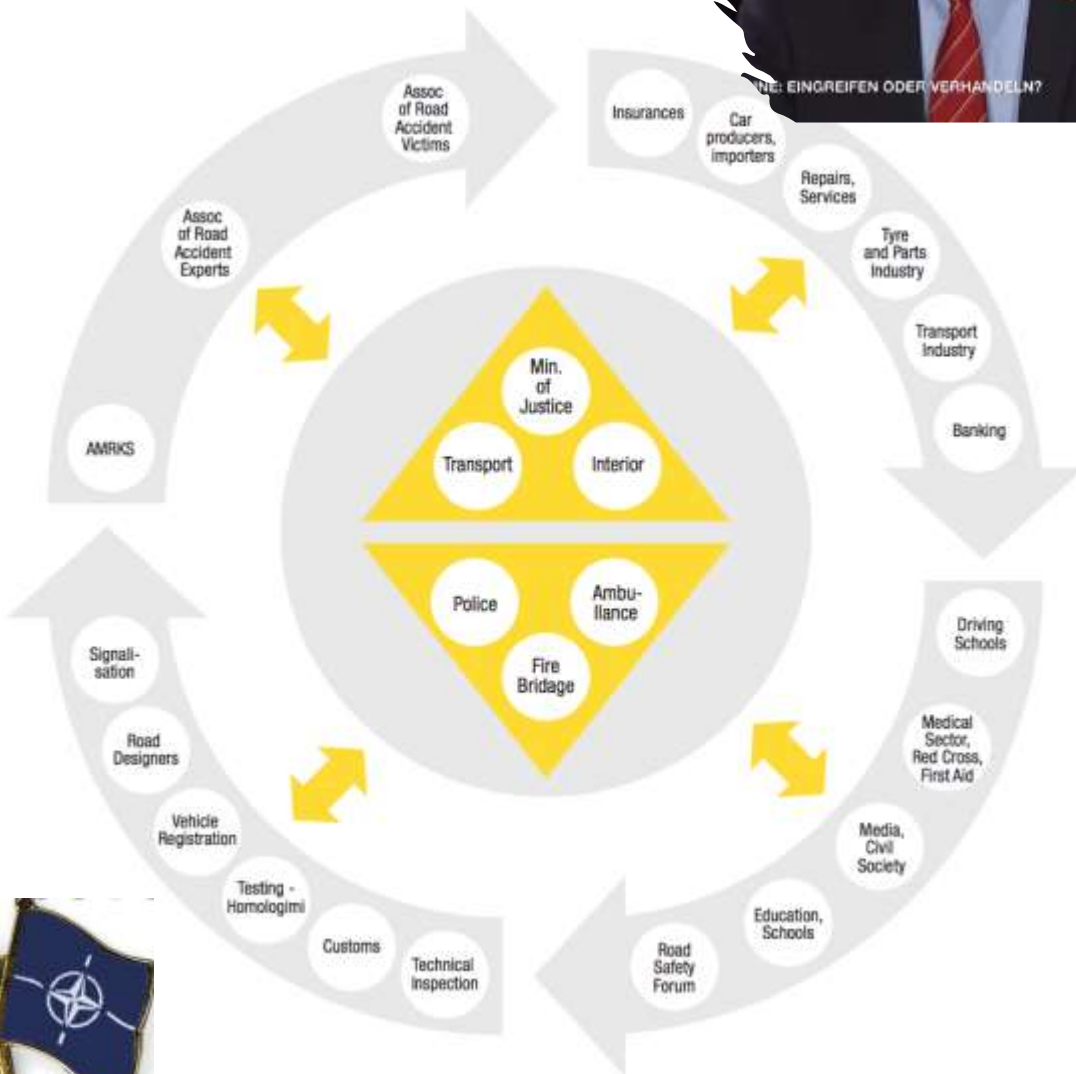 NE: EINGREIFEN ODER VERHANDELN?
Assoc
of Road
Accident
Victims
Assoc
of Road
Accident
Experts
AMRKS
Insurances
Car
producers,
importers
Repairs,
Services
Tyre
and Parts
Industry
Transport
Industry
Banking
Min.
of
Justice
Transport
Interior
Police
Ambu-
llance
Fire
Bridage
Driving
Schools
Medical
Sector,
Red Cross,
First Aid
Media,
Civil
Society
Education,
Schools
Road
Safety
Forum
Technical
Inspection
Customs
Testing -
Homologimi
Vehicle
Registration
Road
Designers
Signali-
sation